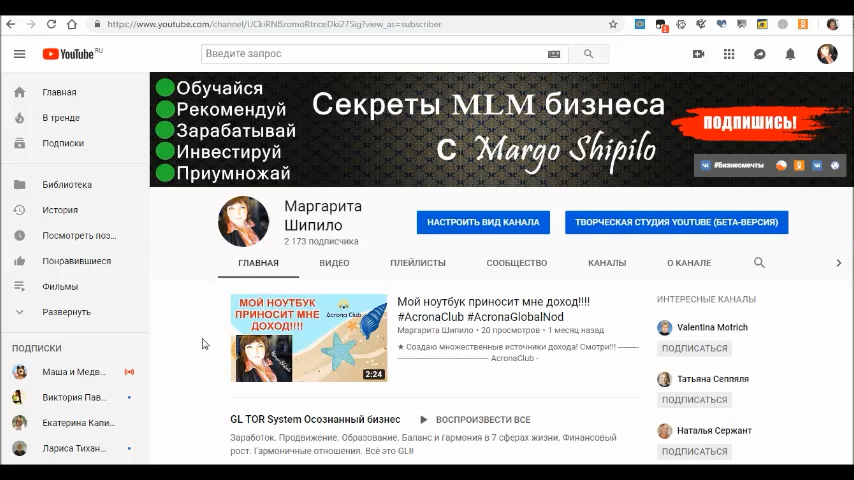 https://www.youtube.com/channel/UCkiRNBzomoRtnceDki27Sig?view_as=subscriber
YouTube RU
Введите запрос
Обучайся
Рекомендуй
Зарабатывай
Инвестируй
Приумножай
Секреты MLM бизнеса
с Margo Shipilo
ПОДПИШИСЬ!
#Бизнесмечты
Главная
В тренде
Подписки
Библиотека
История
Посмотреть поз...
Понравившиеся
Фильмы
Развернуть
ПОДПИСКИ
Маша и Медв...
Виктория Пав...
Екатерина Капи...
Лариса Тихан...
Маргарита
Шипило
2 173 подписчика
НАСТРОИТЬ ВИД КАНАЛА
ТВОРЧЕСКАЯ СТУДИЯ YOUTUBE (БЕТА-ВЕРСИЯ)
ГЛАВНАЯ
ВИДЕО
ПЛЕЙЛИСТЫ
СООБЩЕСТВО
КАНАЛЫ
О КАНАЛЕ
МОЙ НОУТБУК
ПРИНОСИТ МНЕ
ДОХОД!!!!
Acrona Club
2:24
Мой ноутбук приносит мне доход!!!!
#AcronaClub #AcronaGlobalNod
Маргарита Шипило • 20 просмотров • 1 месяц назад
★ Создаю множественные источники дохода! Смотри!!! --------
-------------------------------- AcronaClub -
GL TOR System Осознанный бизнес
ВОСПРОИЗВЕСТИ ВСЕ
Заработок. Продвижение. Образование. Баланс и гармония в 7 сферах жизни. Финансовый
рост. Гармоничные отношения. Всё это GL!!
ИНТЕРЕСНЫЕ КАНАЛЫ
Valentina Motrich
ПОДПИСАТЬСЯ
Татьяна Сеппяля
ПОДПИСАТЬСЯ
Наталья Сержант
ПОДПИСАТЬСЯ